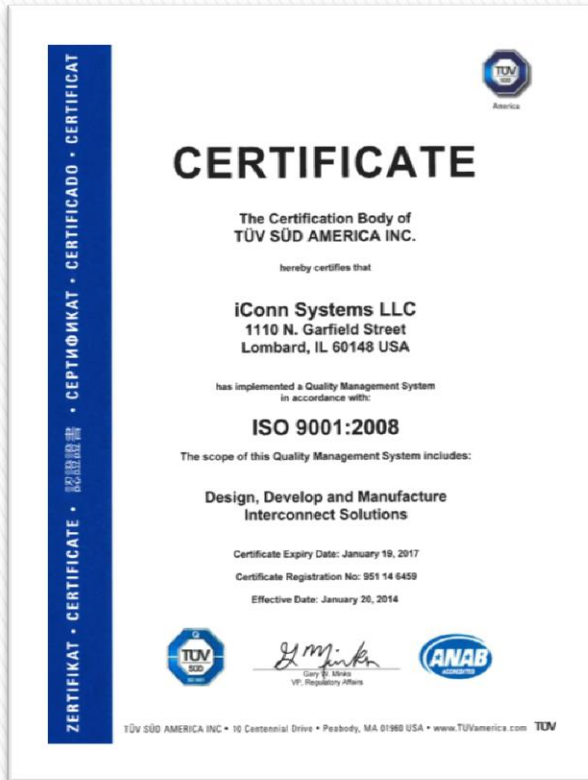 TÜV
SÜD
America
CERTIFICATE
The Certification Body of
TÜV SÜD AMERICA INC.
hereby certifies that
iConn Systems LLC
1110 N. Garfield Street
Lombard, IL 60148 USA
has implemented a Quality Management System
in accordance with:
ISO 9001:2008
The scope of this Quality Management System includes:
Design, Develop and Manufacture
Interconnect Solutions
Certificate Expiry Date: January 19, 2017
Certificate Registration No: 951 14 6459
Effective Date: January 20, 2014
TÜV
SÜD
Gary W. Minks
VP, Regulatory Affairs
ANAB
ACCREDITED
TÜV SÜD AMERICA INC • 10 Centennial Drive • Peabody, MA 01960 USA • www.TUVamerica.com TÜV
ZERTIFIKAT • CERTIFICATE • 認證證書 • СЕРТИФИКАТ • CERTIFICADO • CERTIFICAT